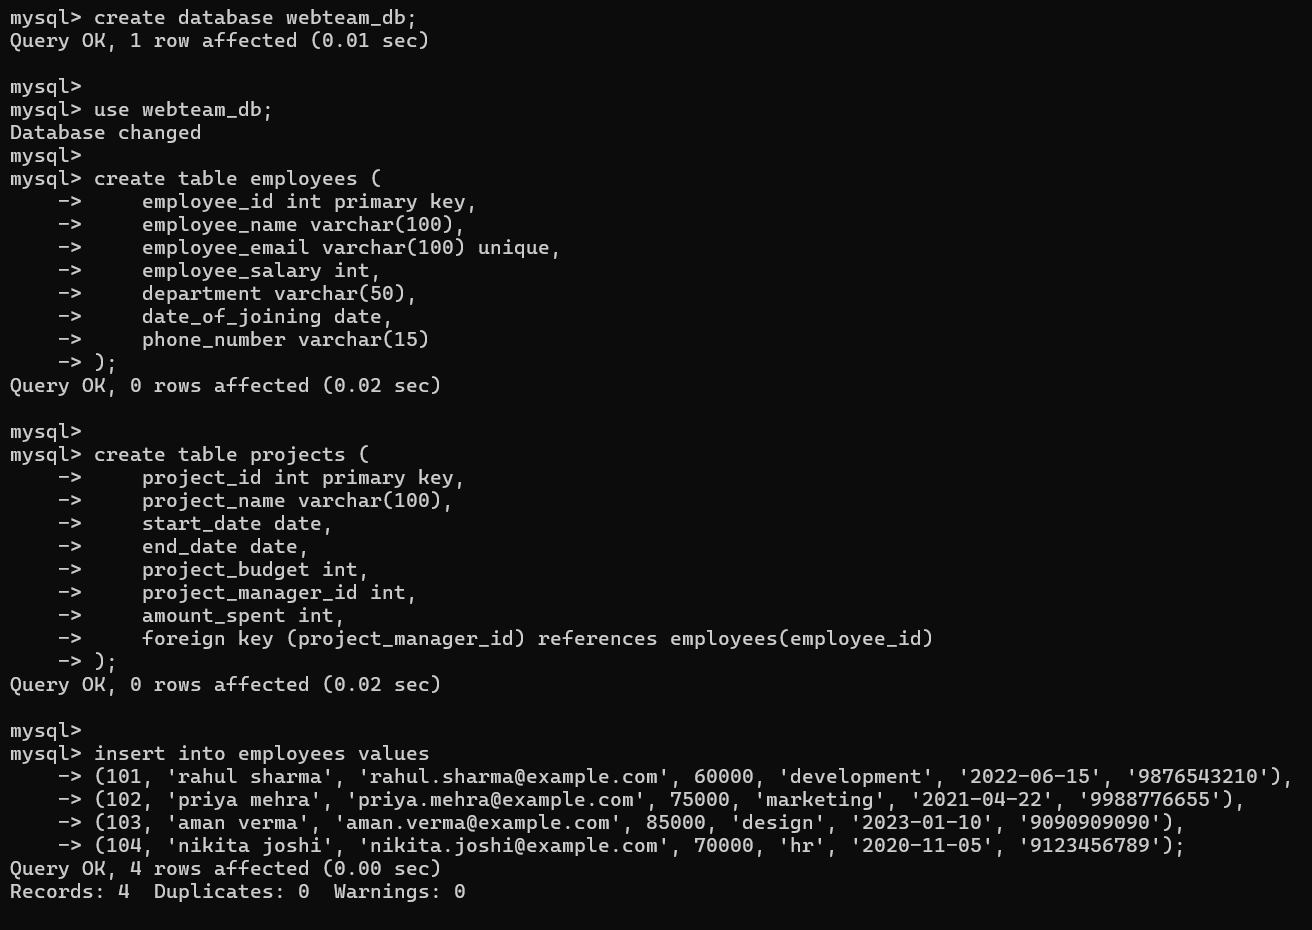 mysql> create database webteam_db;
Query OK, 1 row affected (0.01 sec)
mysql>
mysql> use webteam_db;
Database changed
mysql>
mysql> create table employees (
    ->     employee_id int primary key,
    ->     employee_name varchar(100),
    ->     employee_email varchar(100) unique,
    ->     employee_salary int,
    ->     department varchar(50),
    ->     date_of_joining date,
    ->     phone_number varchar(15)
    -> );
Query OK, 0 rows affected (0.02 sec)
mysql>
mysql> create table projects (
    ->     project_id int primary key,
    ->     project_name varchar(100),
    ->     start_date date,
    ->     end_date date,
    ->     project_budget int,
    ->     project_manager_id int,
    ->     amount_spent int,
    ->     foreign key (project_manager_id) references employees(employee_id)
    -> );
Query OK, 0 rows affected (0.02 sec)
mysql>
mysql> insert into employees values
    -> (101, 'rahul sharma', 'rahul.sharma@example.com', 60000, 'development', '2022-06-15', '9876543210'),
    -> (102, 'priya mehra', 'priya.mehra@example.com', 75000, 'marketing', '2021-04-22', '9988776655'),
    -> (103, 'aman verma', 'aman.verma@example.com', 85000, 'design', '2023-01-10', '9090909090'),
    -> (104, 'nikita joshi', 'nikita.joshi@example.com', 70000, 'hr', '2020-11-05', '9123456789');
Query OK, 4 rows affected (0.00 sec)
Records: 4  Duplicates: 0  Warnings: 0